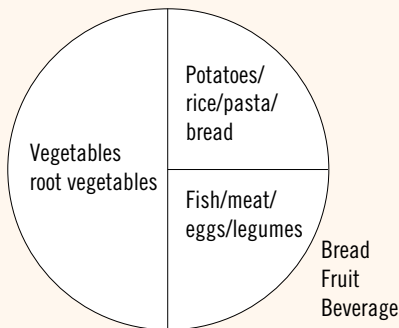 Potatoes/
rice/pasta/
bread
Vegetables
root vegetables
Fish/meat/
eggs/legumes
Bread
Fruit
Beverage